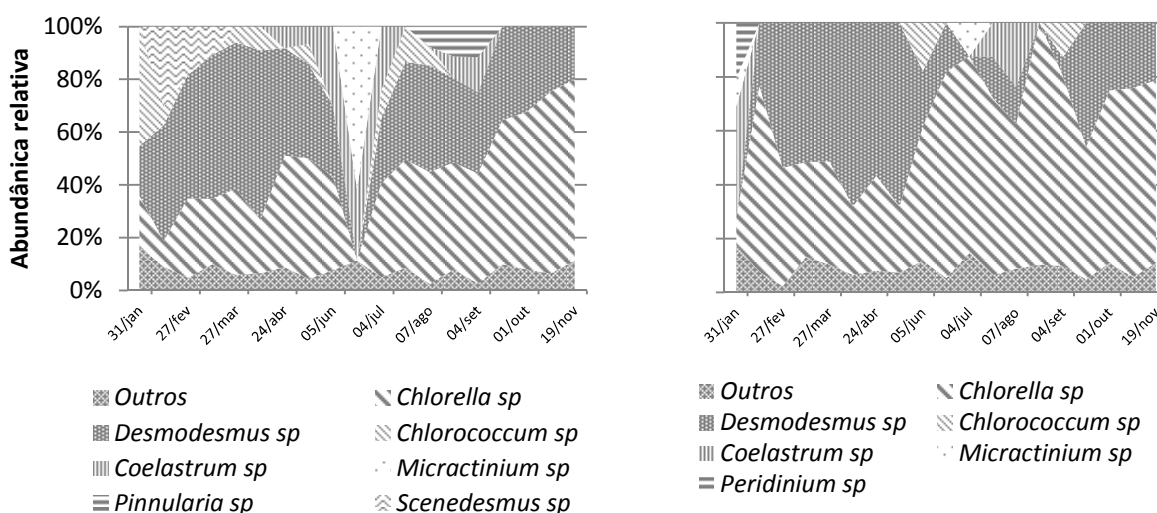 Abundânica relativa
100%
80%
60%
40%
20%
0%
31/jan
27/fev
27/mar
24/abr
05/jun
04/jul
07/ago
04/set
01/out
19/nov
Outros
Chlorella sp
Desmodesmus sp
Chlorococcum sp
Coelastrum sp
Micractinium sp
Pinnularia sp
Scenedesmus sp
31/jan
27/fev
27/mar
24/abr
05/jun
04/jul
07/ago
04/set
01/out
19/nov
Outros
Chlorella sp
Desmodesmus sp
Chlorococcum sp
Coelastrum sp
Micractinium sp
Peridinium sp